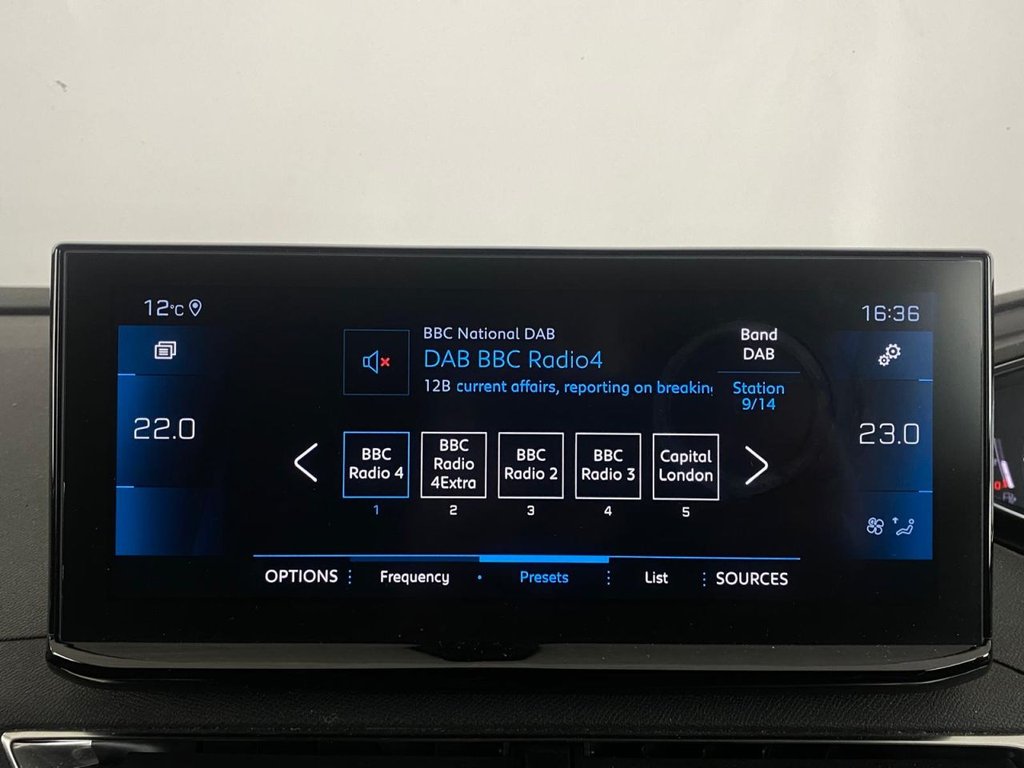 12°C
16:36
BBC National DAB
DAB BBC Radio4
12B current affairs, reporting on breakin
Band
DAB
Station
9/14
22.0
23.0
BBC
Radio 4
BBC
Radio
4Extra
BBC
Radio 2
BBC
Radio 3
Capital
London
1 2 3 4 5
OPTIONS Frequency Presets List SOURCES